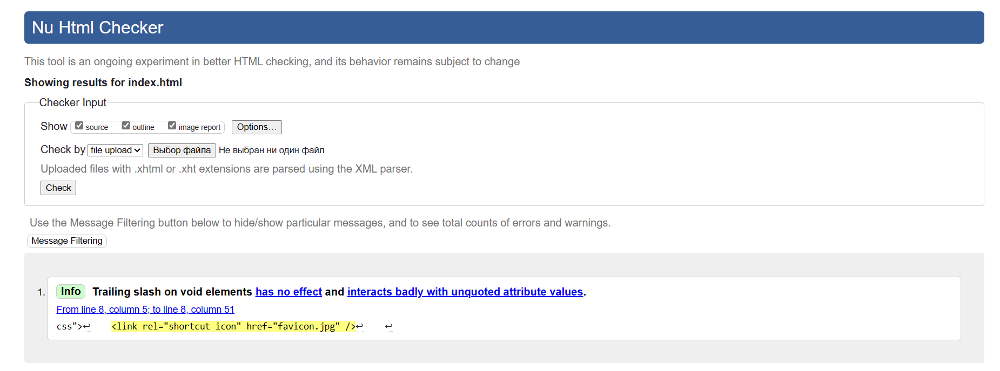 Nu Html Checker
This tool is an ongoing experiment in better HTML checking, and its behavior remains subject to change
Showing results for index.html
Checker Input
Show source outline image report Options…
Check by file upload Выбор файла Не выбран ни один файл
Uploaded files with .xhtml or .xht extensions are parsed using the XML parser.
Check
Use the Message Filtering button below to hide/show particular messages, and to see total counts of errors and warnings.
Message Filtering
1. Info Trailing slash on void elements has no effect and interacts badly with unquoted attribute values.
From line 8, column 5; to line 8, column 51
css">↩ <link rel="shortcut icon" href="favicon.jpg" />↩ ↩